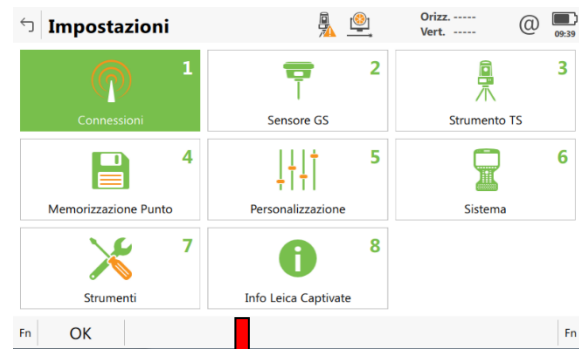 Impostazioni
Orizz. -----
Vert. -----
@
09:39
1
Connessioni
2
Sensore GS
3
Strumento TS
4
Memorizzazione Punto
5
Personalizzazione
6
Sistema
7
Strumenti
8
Info Leica Captivate
Fn OK Fn